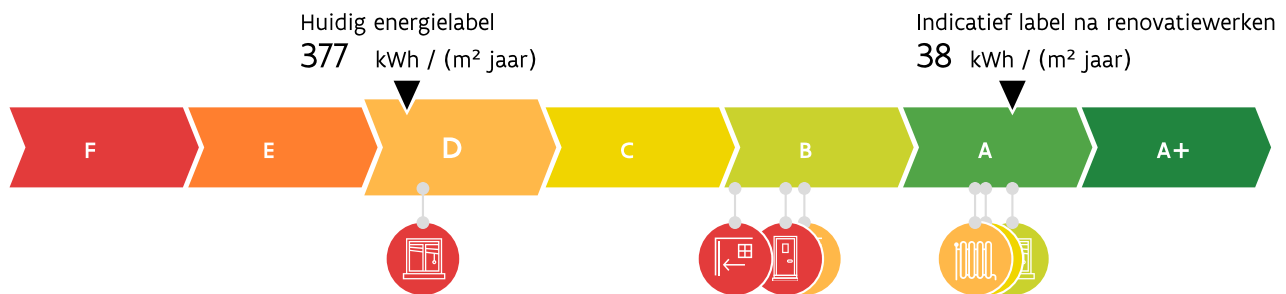 Huidig energielabel
377 kWh / (m² jaar)
Indicatief label na renovatiewerken
38 kWh / (m² jaar)
F E D C B A A+